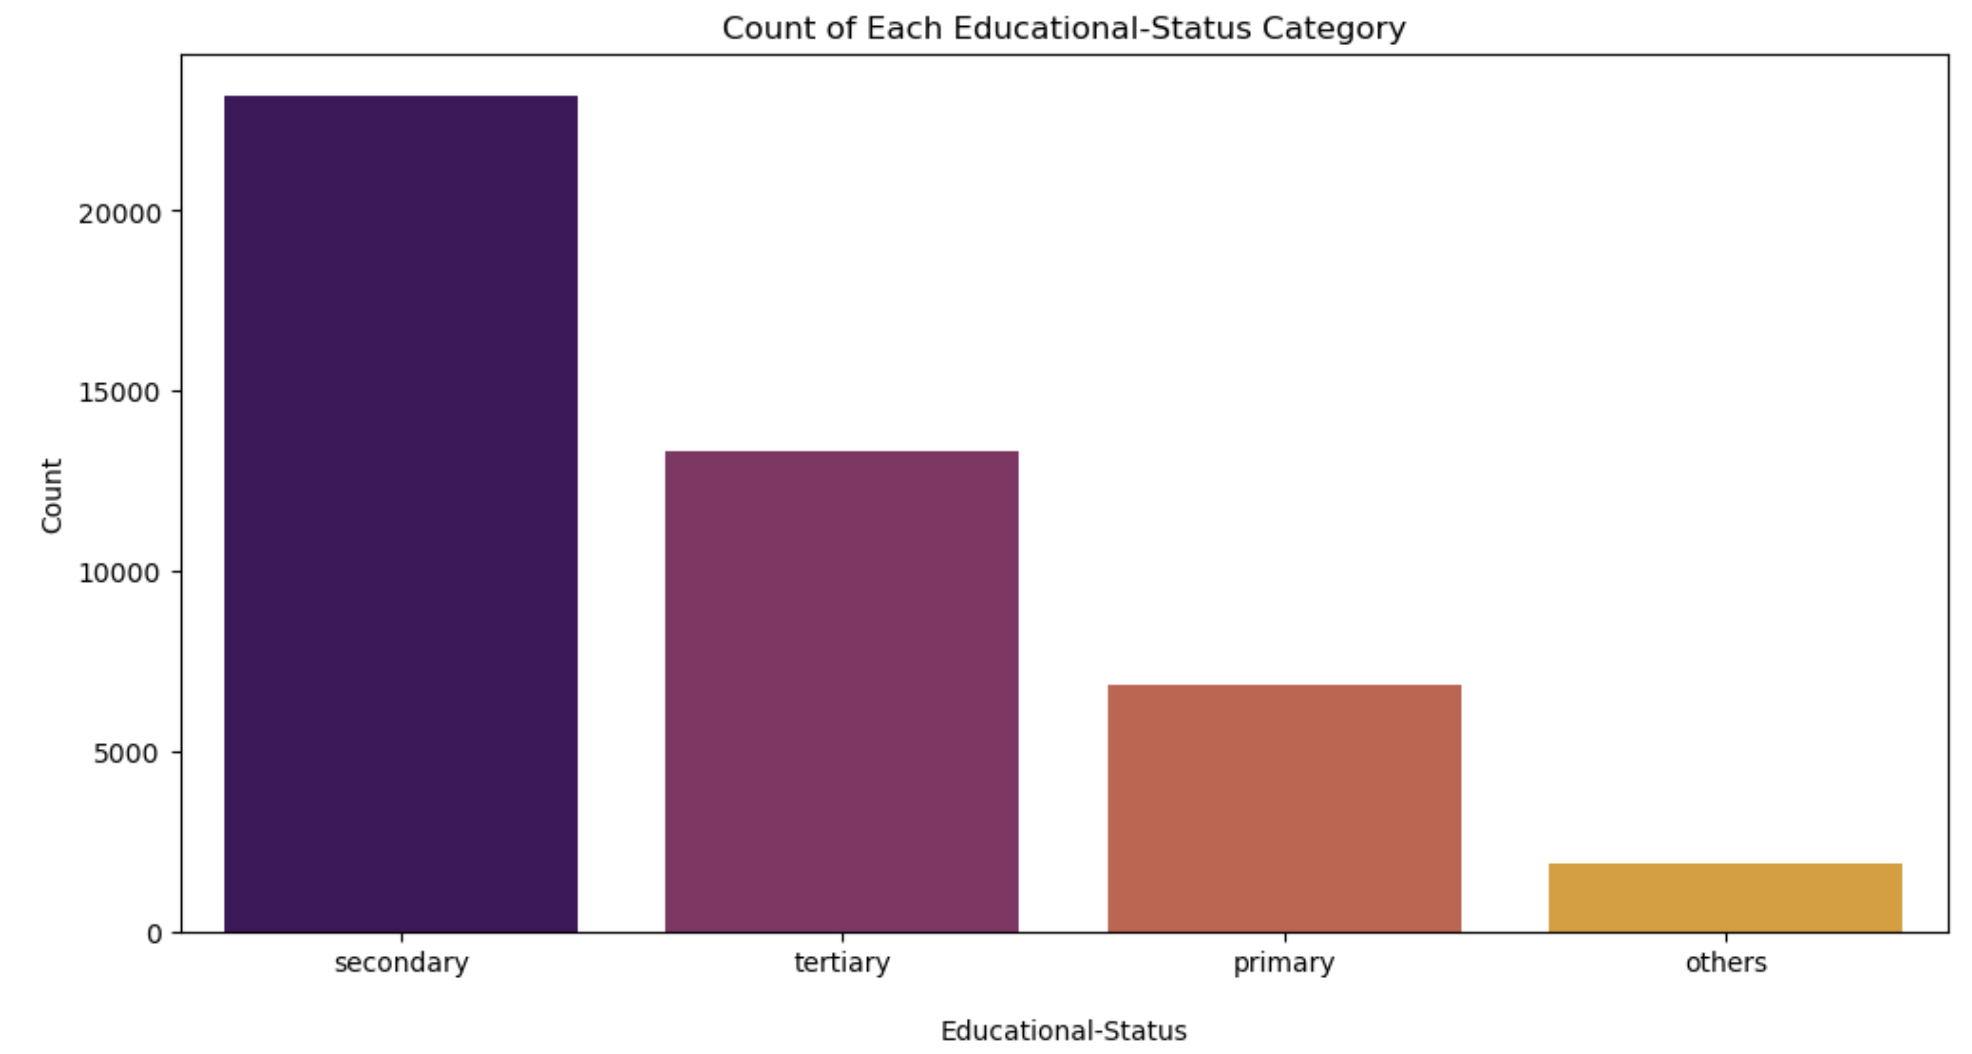 Count of Each Educational-Status Category
20000
15000
10000
5000
0
Count
secondary
tertiary
primary
others
Educational-Status